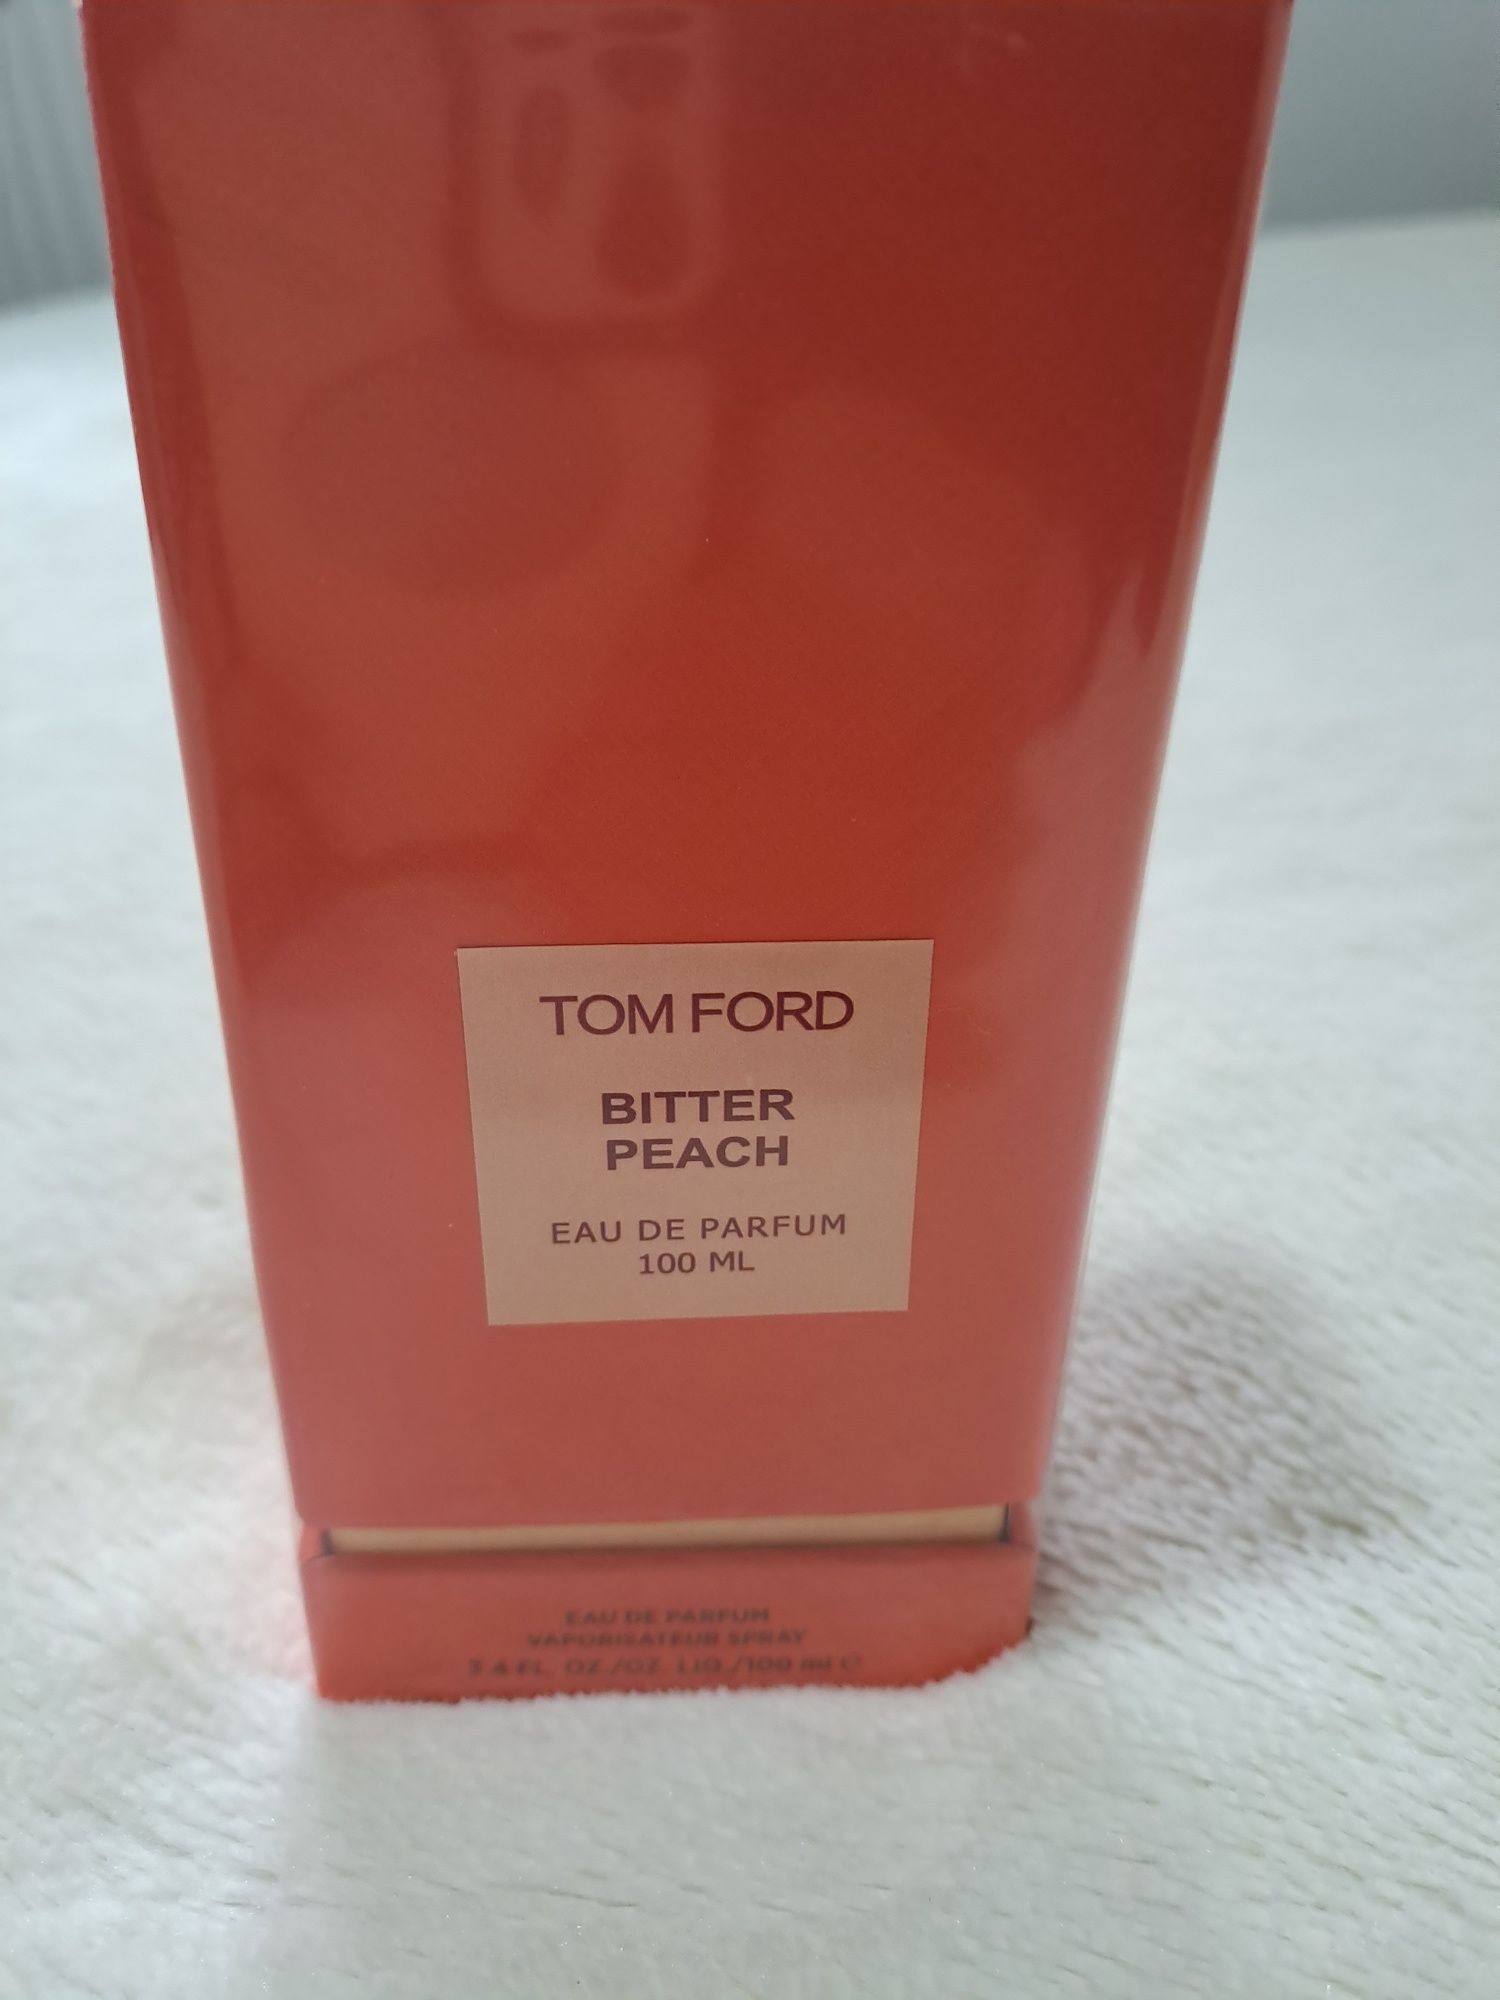 TOM FORD
BITTER
PEACH
EAU DE PARFUM
100 ML
EAU DE PARFUM
VAPORISATEUR SPRAY
3.4 FL. OZ./OZ. LIQ./100 ml ℮